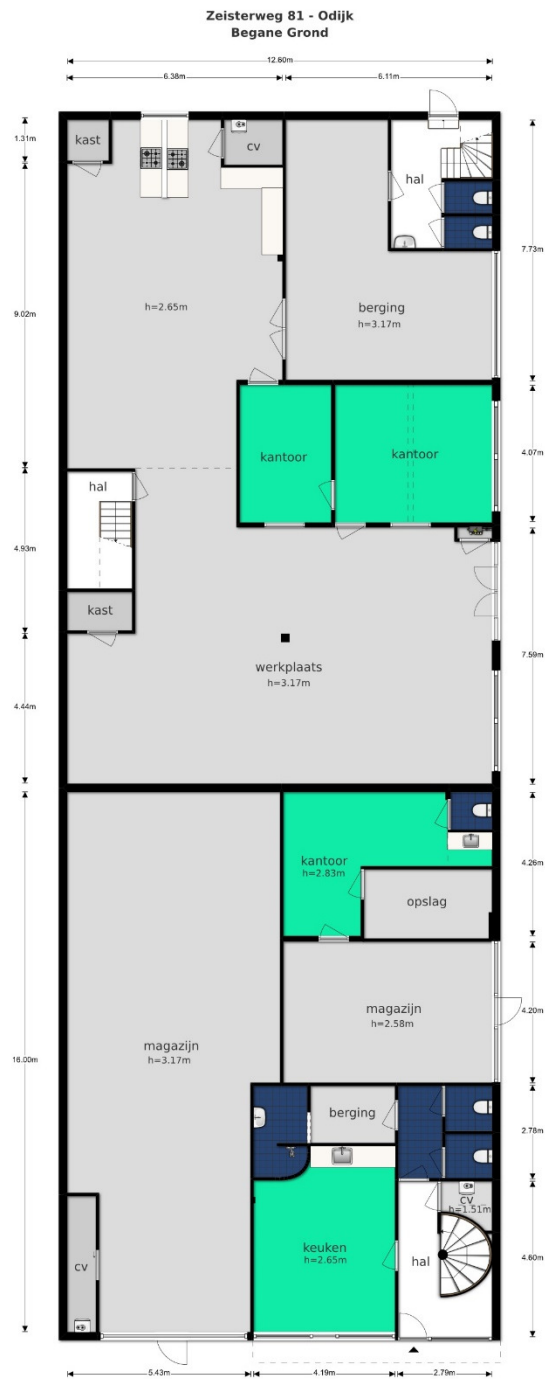 Zeisterweg 81 - Odijk
Begane Grond
12.60m
6.38m
6.11m
1.31m
kast
cv
hal
7.73m
9.02m
h=2.65m
berging
h=3.17m
kantoor
kantoor
4.07m
hal
4.93m
kast
werkplaats
h=3.17m
7.59m
4.44m
kantoor
h=2.83m
4.26m
opslag
magazijn
h=2.58m
4.20m
magazijn
h=3.17m
16.00m
berging
2.78m
cv
h=1.51m
keuken
h=2.65m
hal
4.60m
cv
5.43m
4.19m
2.79m